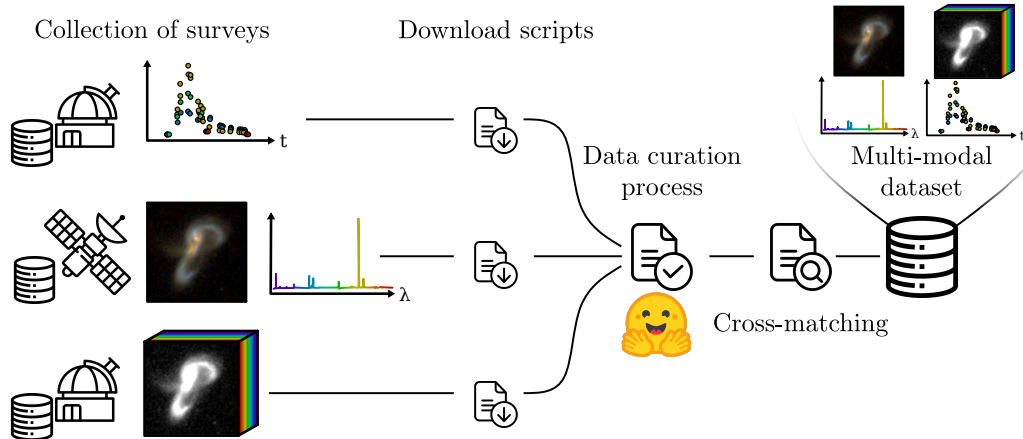 Collection of surveys
Download scripts
t
Data curation
process
λ
t
Multi-modal
dataset
λ
Cross-matching